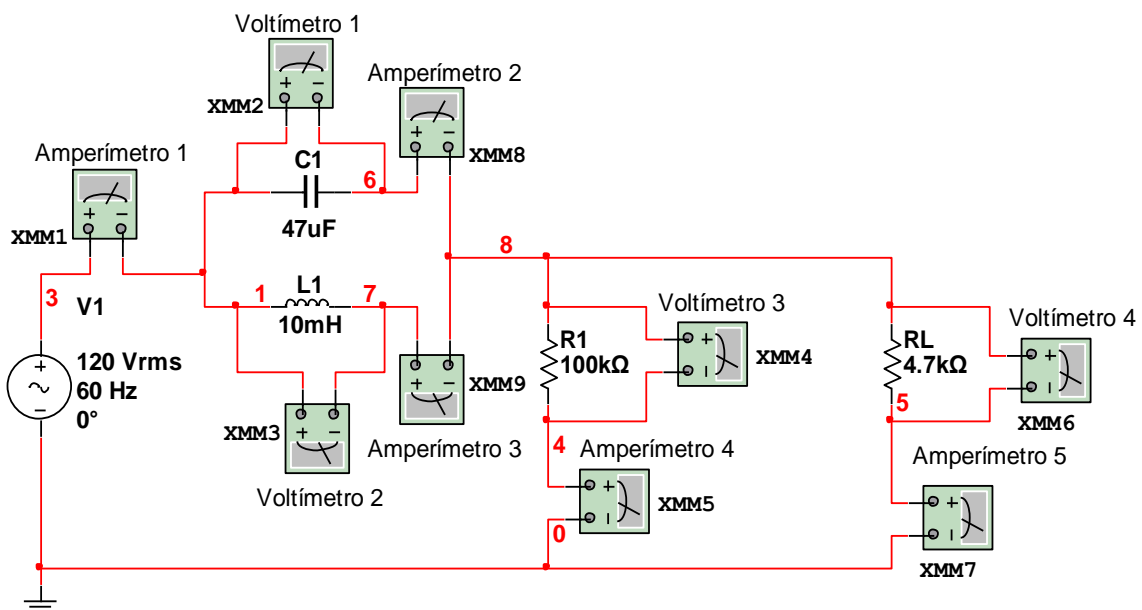 Voltímetro 1
XMM2
Amperímetro 2
XMM8
Amperímetro 1
XMM1
C1
6
47uF
8
3
V1
1
L1
7
10mH
120 Vrms
60 Hz
0°
XMM9
Amperímetro 3
XMM3
Voltímetro 2
R1
100kΩ
Voltímetro 3
XMM4
RL
4.7kΩ
Voltímetro 4
XMM6
5
4
Amperímetro 4
XMM5
0
Amperímetro 5
XMM7